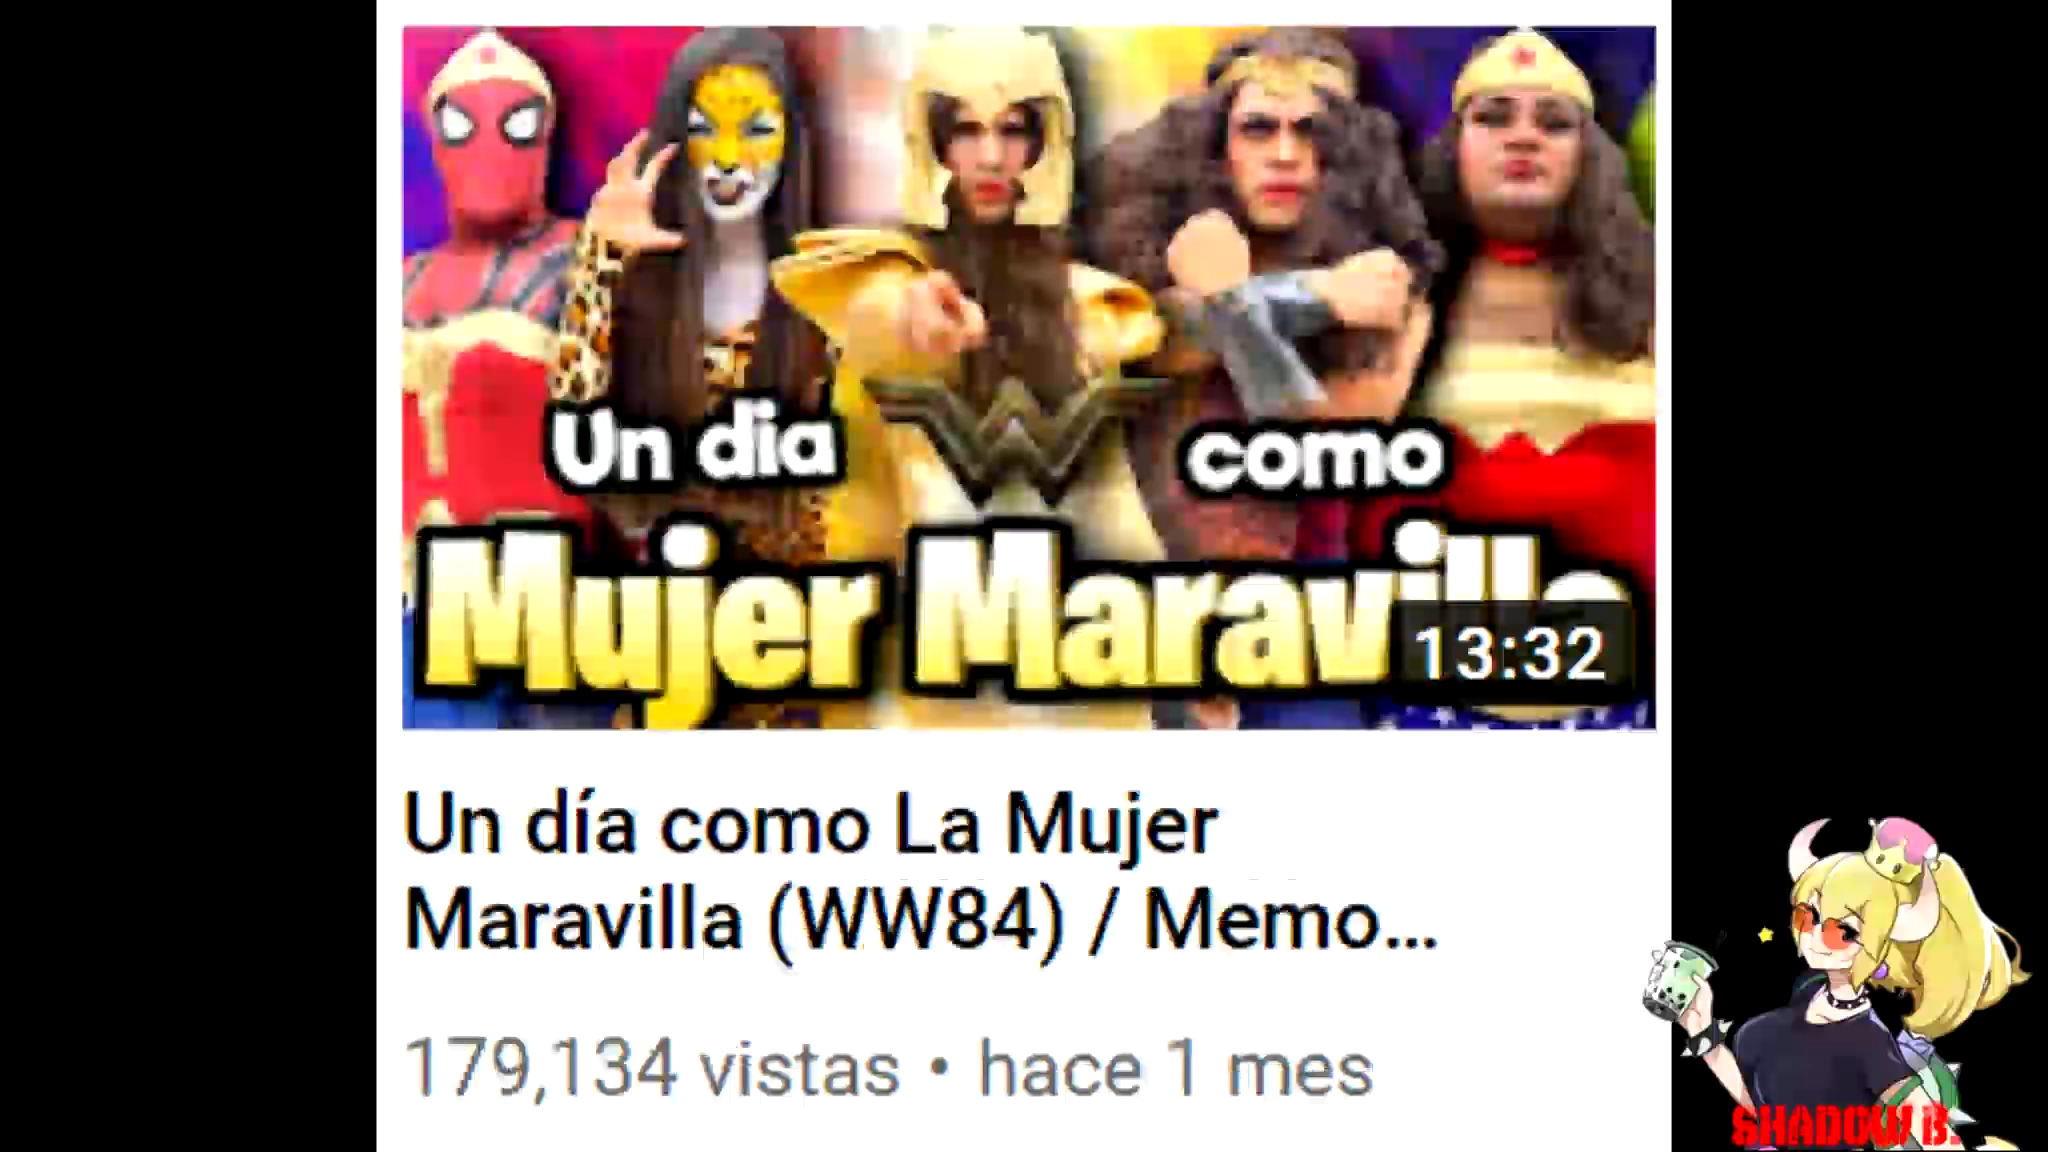 Un dia como
Mujer Maravilla
13:32
Un día como La Mujer
Maravilla (WW84) / Memo...
179,134 vistas • hace 1 mes
SHADOW B.